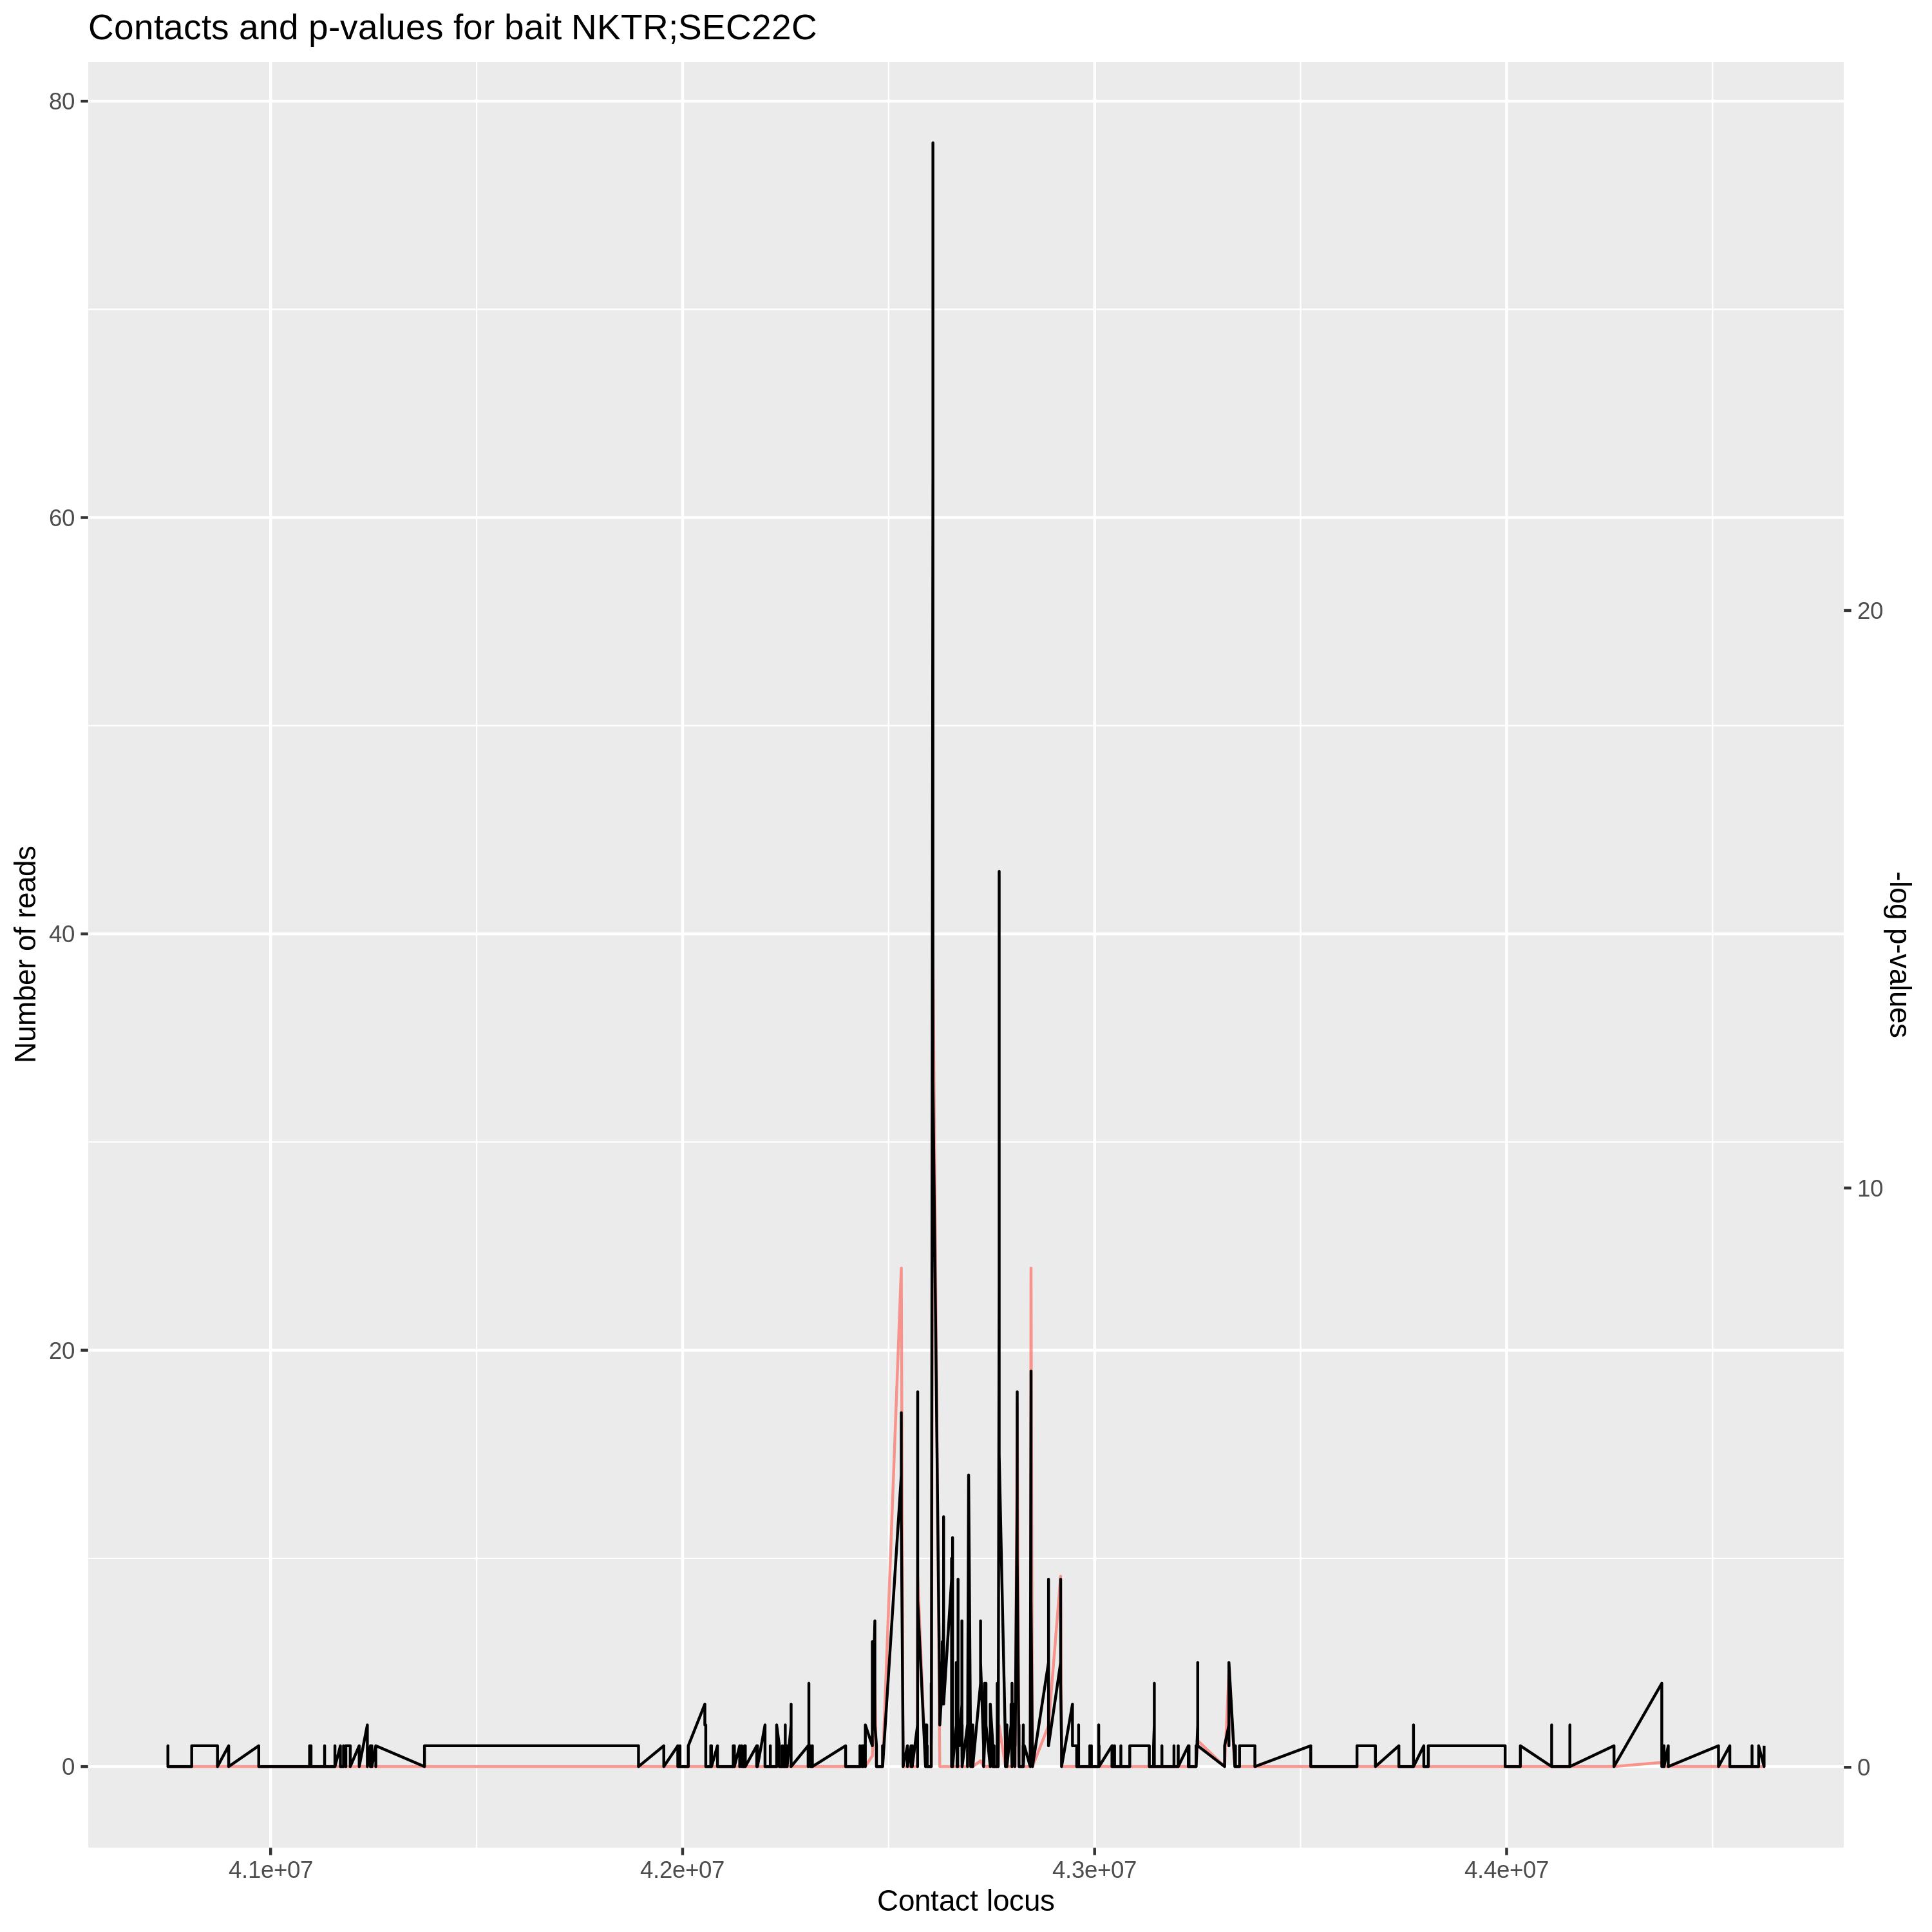 Contacts and p-values for bait NKTR;SEC22C
80
60
40
20
0
Number of reads
20
10
0
-log p-values
4.1e+07
4.2e+07
4.3e+07
4.4e+07
Contact locus